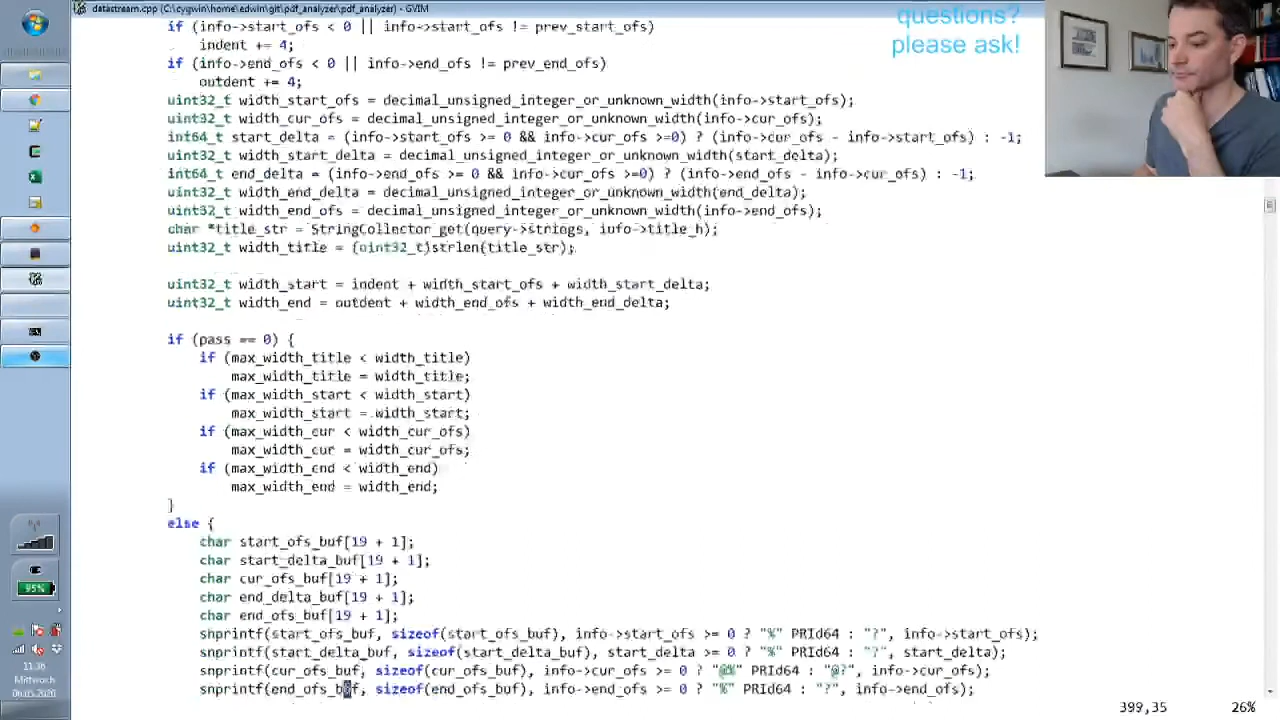 datastream.cpp (C:\cygwin\home\edwin\git\pdf_analyzer\pdf_analyzer) - GVIM
questions?
please ask!
if (info->start_ofs < 0 || info->start_ofs != prev_start_ofs)
indent += 4;
if (info->end_ofs < 0 || info->end_ofs != prev_end_ofs)
outdent += 4;
uint32_t width_start_ofs = decimal_unsigned_integer_or_unknown_width(info->start_ofs);
uint32_t width_cur_ofs = decimal_unsigned_integer_or_unknown_width(info->cur_ofs);
int64_t start_delta = (info->start_ofs >= 0 && info->cur_ofs >=0) ? (info->cur_ofs - info->start_ofs) : -1;
uint32_t width_start_delta = decimal_unsigned_integer_or_unknown_width(start_delta);
int64_t end_delta = (info->end_ofs >= 0 && info->cur_ofs >=0) ? (info->end_ofs - info->cur_ofs) : -1;
uint32_t width_end_delta = decimal_unsigned_integer_or_unknown_width(end_delta);
uint32_t width_end_ofs = decimal_unsigned_integer_or_unknown_width(info->end_ofs);
char *title_str = StringCollector_get(query->strings, info->title_h);
uint32_t width_title = (uint32_t)strlen(title_str);
uint32_t width_start = indent + width_start_ofs + width_start_delta;
uint32_t width_end = outdent + width_end_ofs + width_end_delta;
if (pass == 0) {
if (max_width_title < width_title)
max_width_title = width_title;
if (max_width_start < width_start)
max_width_start = width_start;
if (max_width_cur < width_cur_ofs)
max_width_cur = width_cur_ofs;
if (max_width_end < width_end)
max_width_end = width_end;
}
else {
char start_ofs_buf[19 + 1];
char start_delta_buf[19 + 1];
char cur_ofs_buf[19 + 1];
char end_delta_buf[19 + 1];
char end_ofs_buf[19 + 1];
snprintf(start_ofs_buf, sizeof(start_ofs_buf), info->start_ofs >= 0 ? "%" PRId64 : "?", info->start_ofs);
snprintf(start_delta_buf, sizeof(start_delta_buf), start_delta >= 0 ? "%" PRId64 : "?", start_delta);
snprintf(cur_ofs_buf, sizeof(cur_ofs_buf), info->cur_ofs >= 0 ? "@%" PRId64 : "@?", info->cur_ofs);
snprintf(end_ofs_buf, sizeof(end_ofs_buf), info->end_ofs >= 0 ? "%" PRId64 : "?", info->end_ofs);
399,35 26%
95%
11:36
Mittwoch
06.05.2020